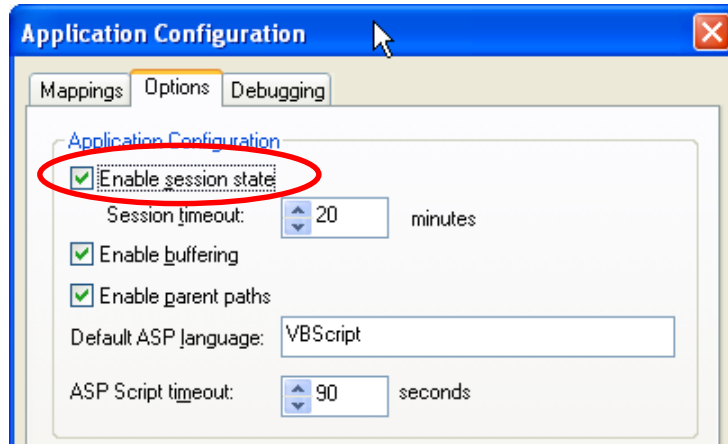 Application Configuration
Mappings Options Debugging
Application Configuration
Enable session state
Session timeout: 20 minutes
Enable buffering
Enable parent paths
Default ASP language: VBScript
ASP Script timeout: 90 seconds